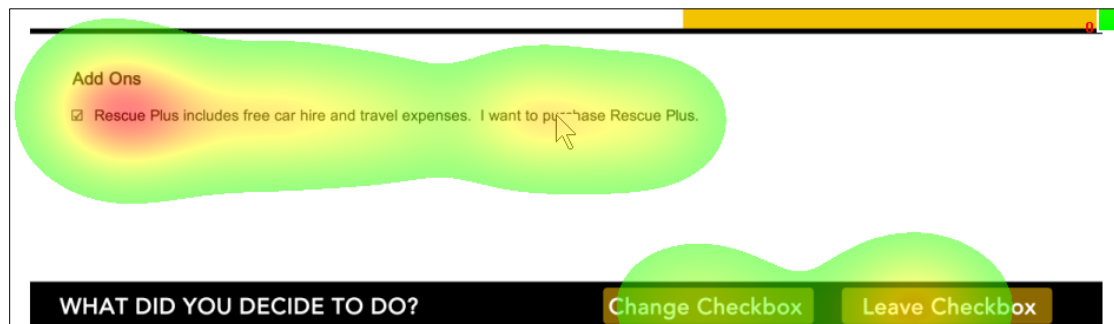 0
Add Ons
☑ Rescue Plus includes free car hire and travel expenses. I want to purchase Rescue Plus.
WHAT DID YOU DECIDE TO DO? Change Checkbox Leave Checkbox